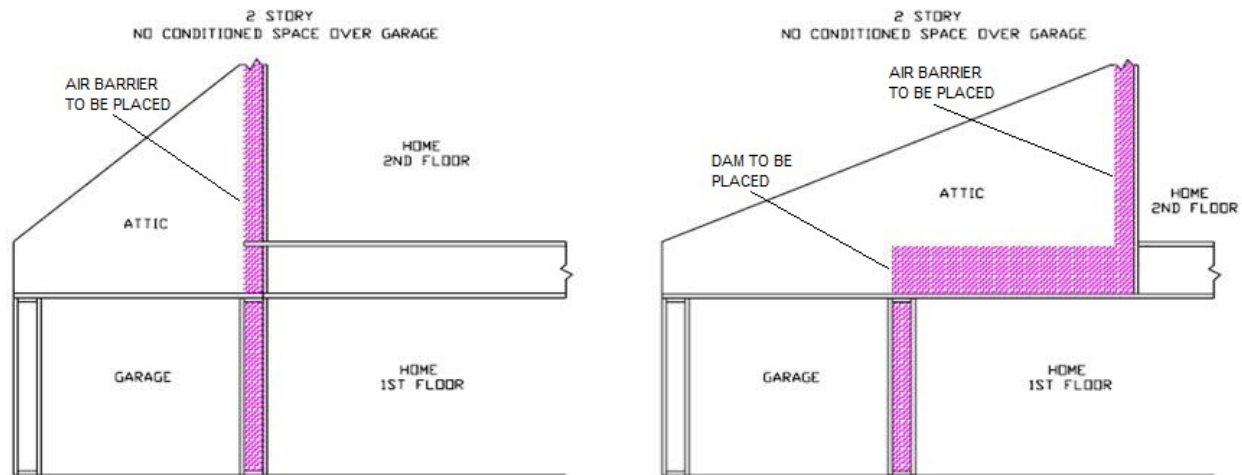 2 STORY
NO CONDITIONED SPACE OVER GARAGE
AIR BARRIER
TO BE PLACED
HOME
2ND FLOOR
ATTIC
GARAGE
HOME
1ST FLOOR
2 STORY
NO CONDITIONED SPACE OVER GARAGE
AIR BARRIER
TO BE PLACED
DAM TO BE
PLACED
ATTIC
HOME
2ND FLOOR
GARAGE
HOME
1ST FLOOR